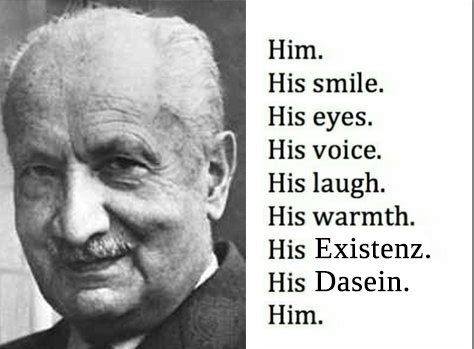 Him.
His smile.
His eyes.
His voice.
His laugh.
His warmth.
His Existenz.
His Dasein.
Him.